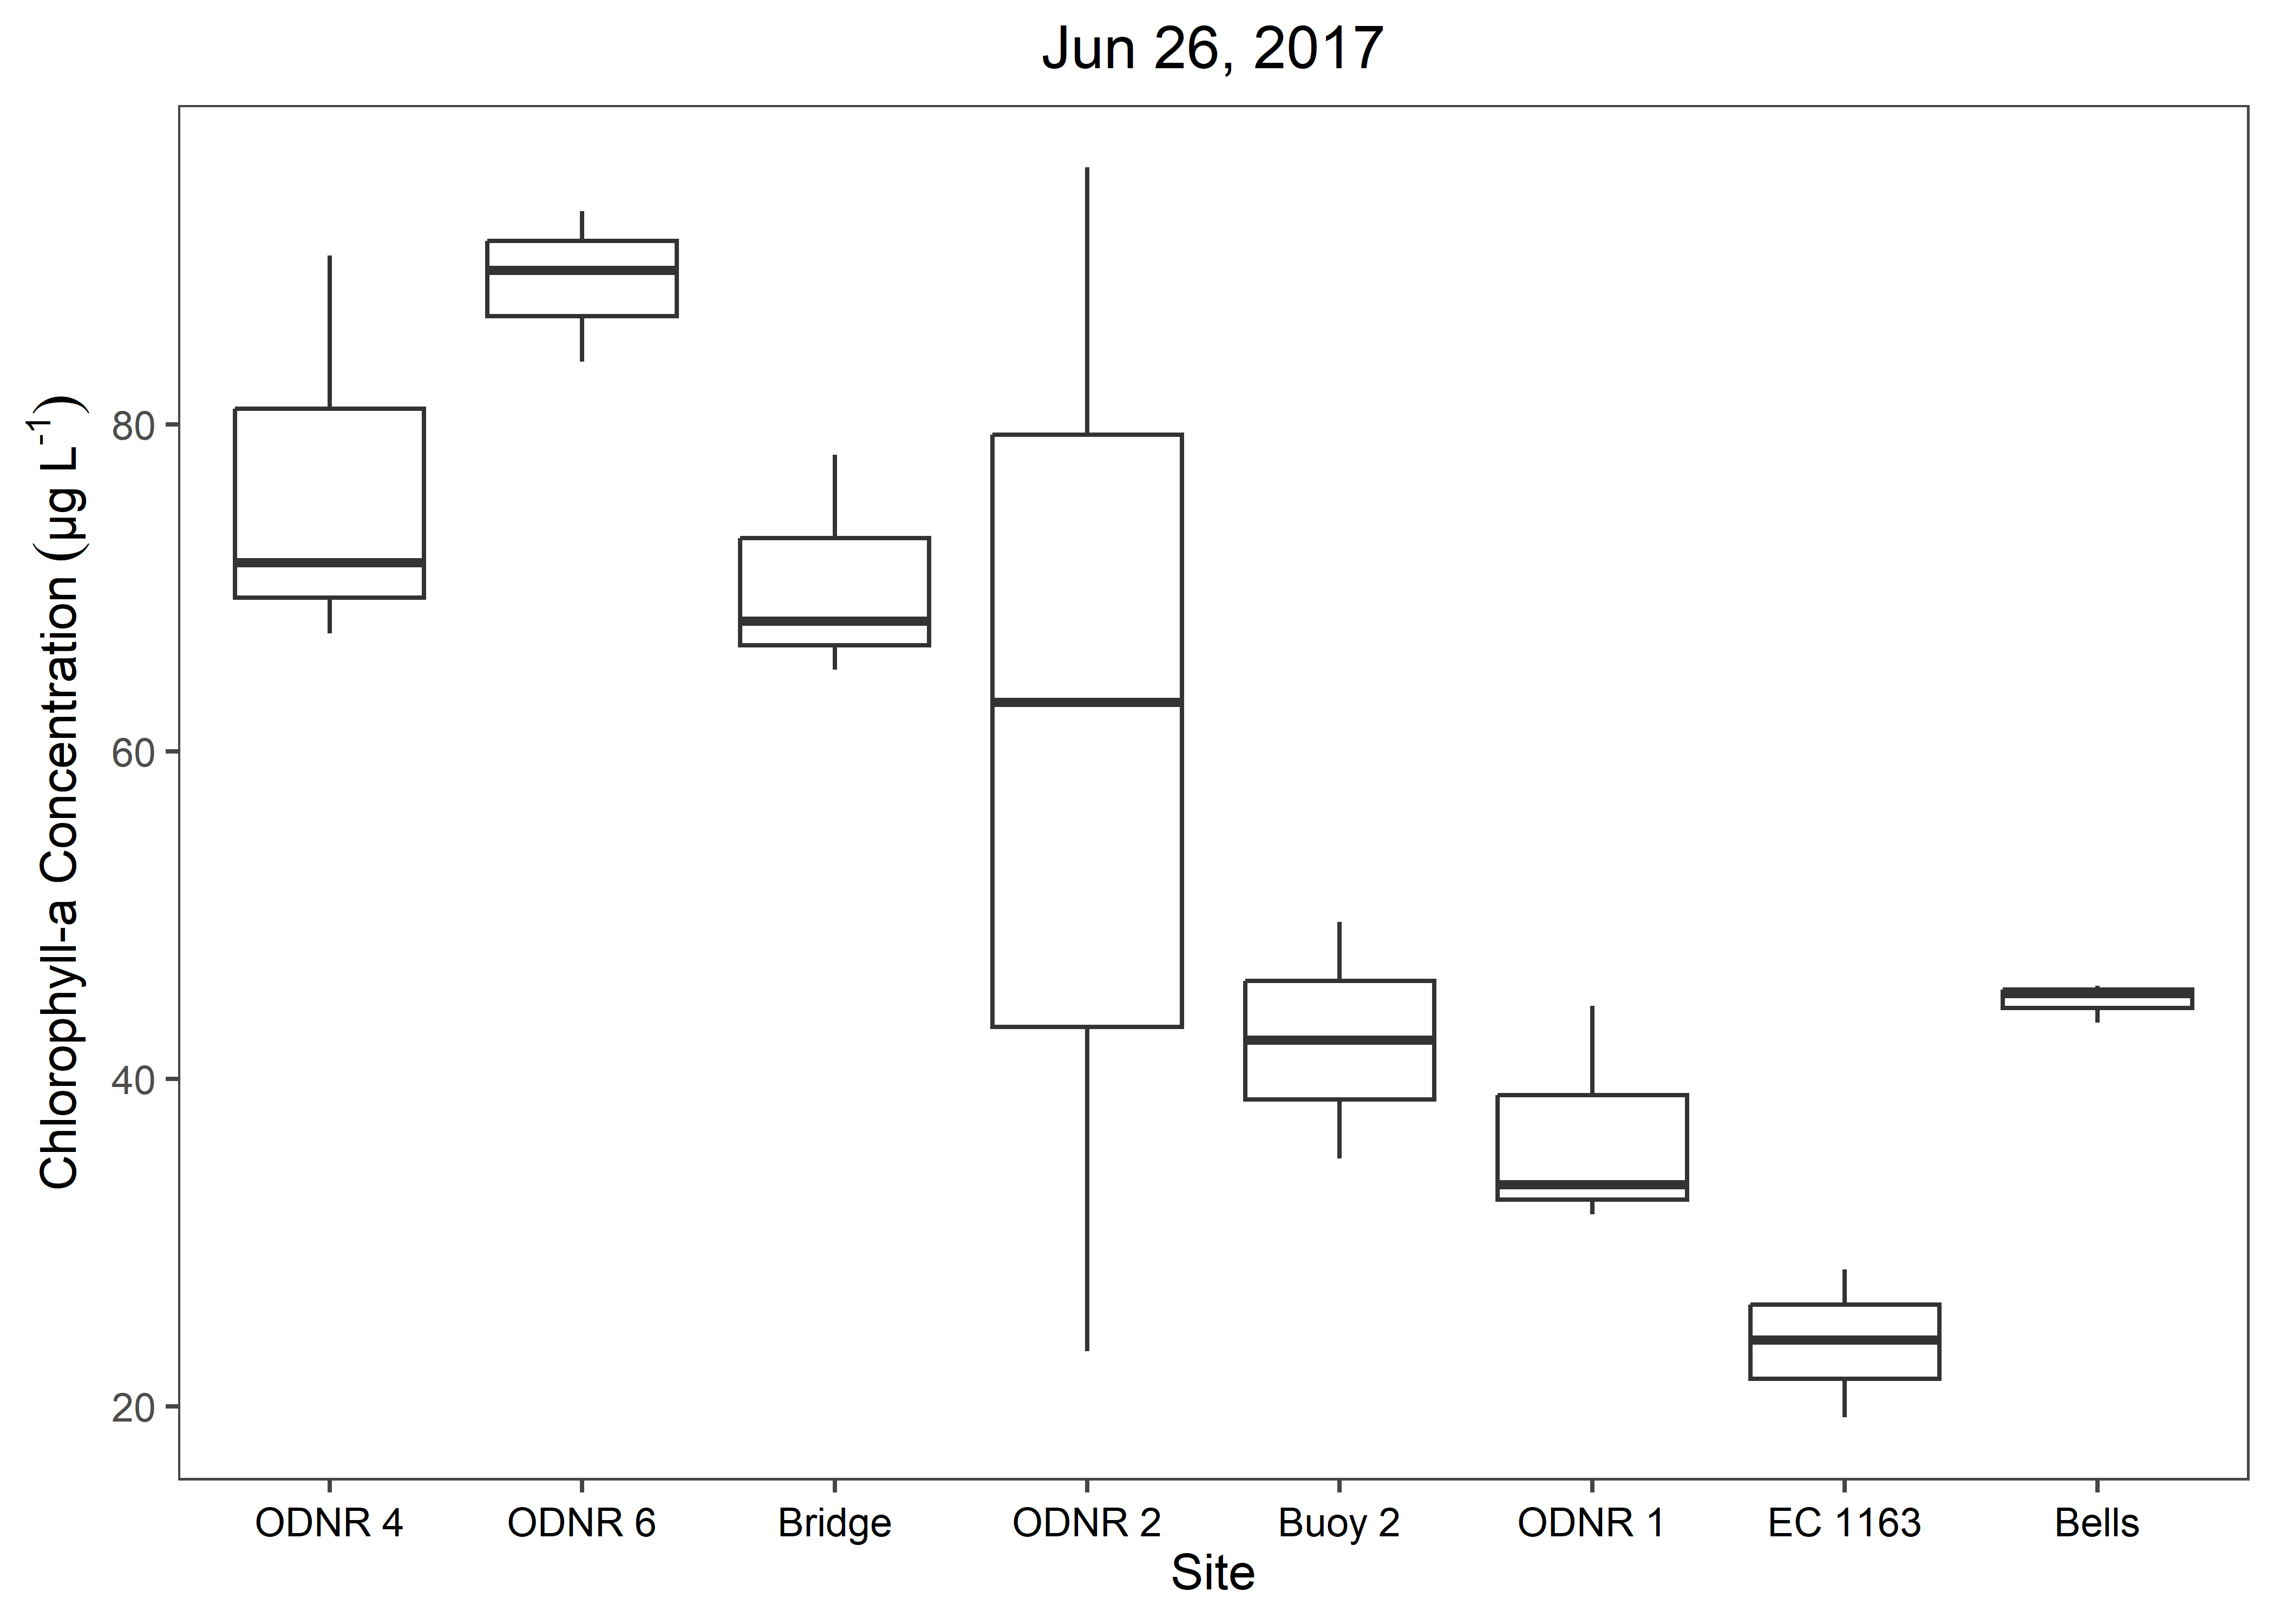 Jun 26, 2017
Chlorophyll-a Concentration (µg L⁻¹)
80
60
40
20
ODNR 4 ODNR 6 Bridge ODNR 2 Buoy 2 ODNR 1 EC 1163 Bells
Site